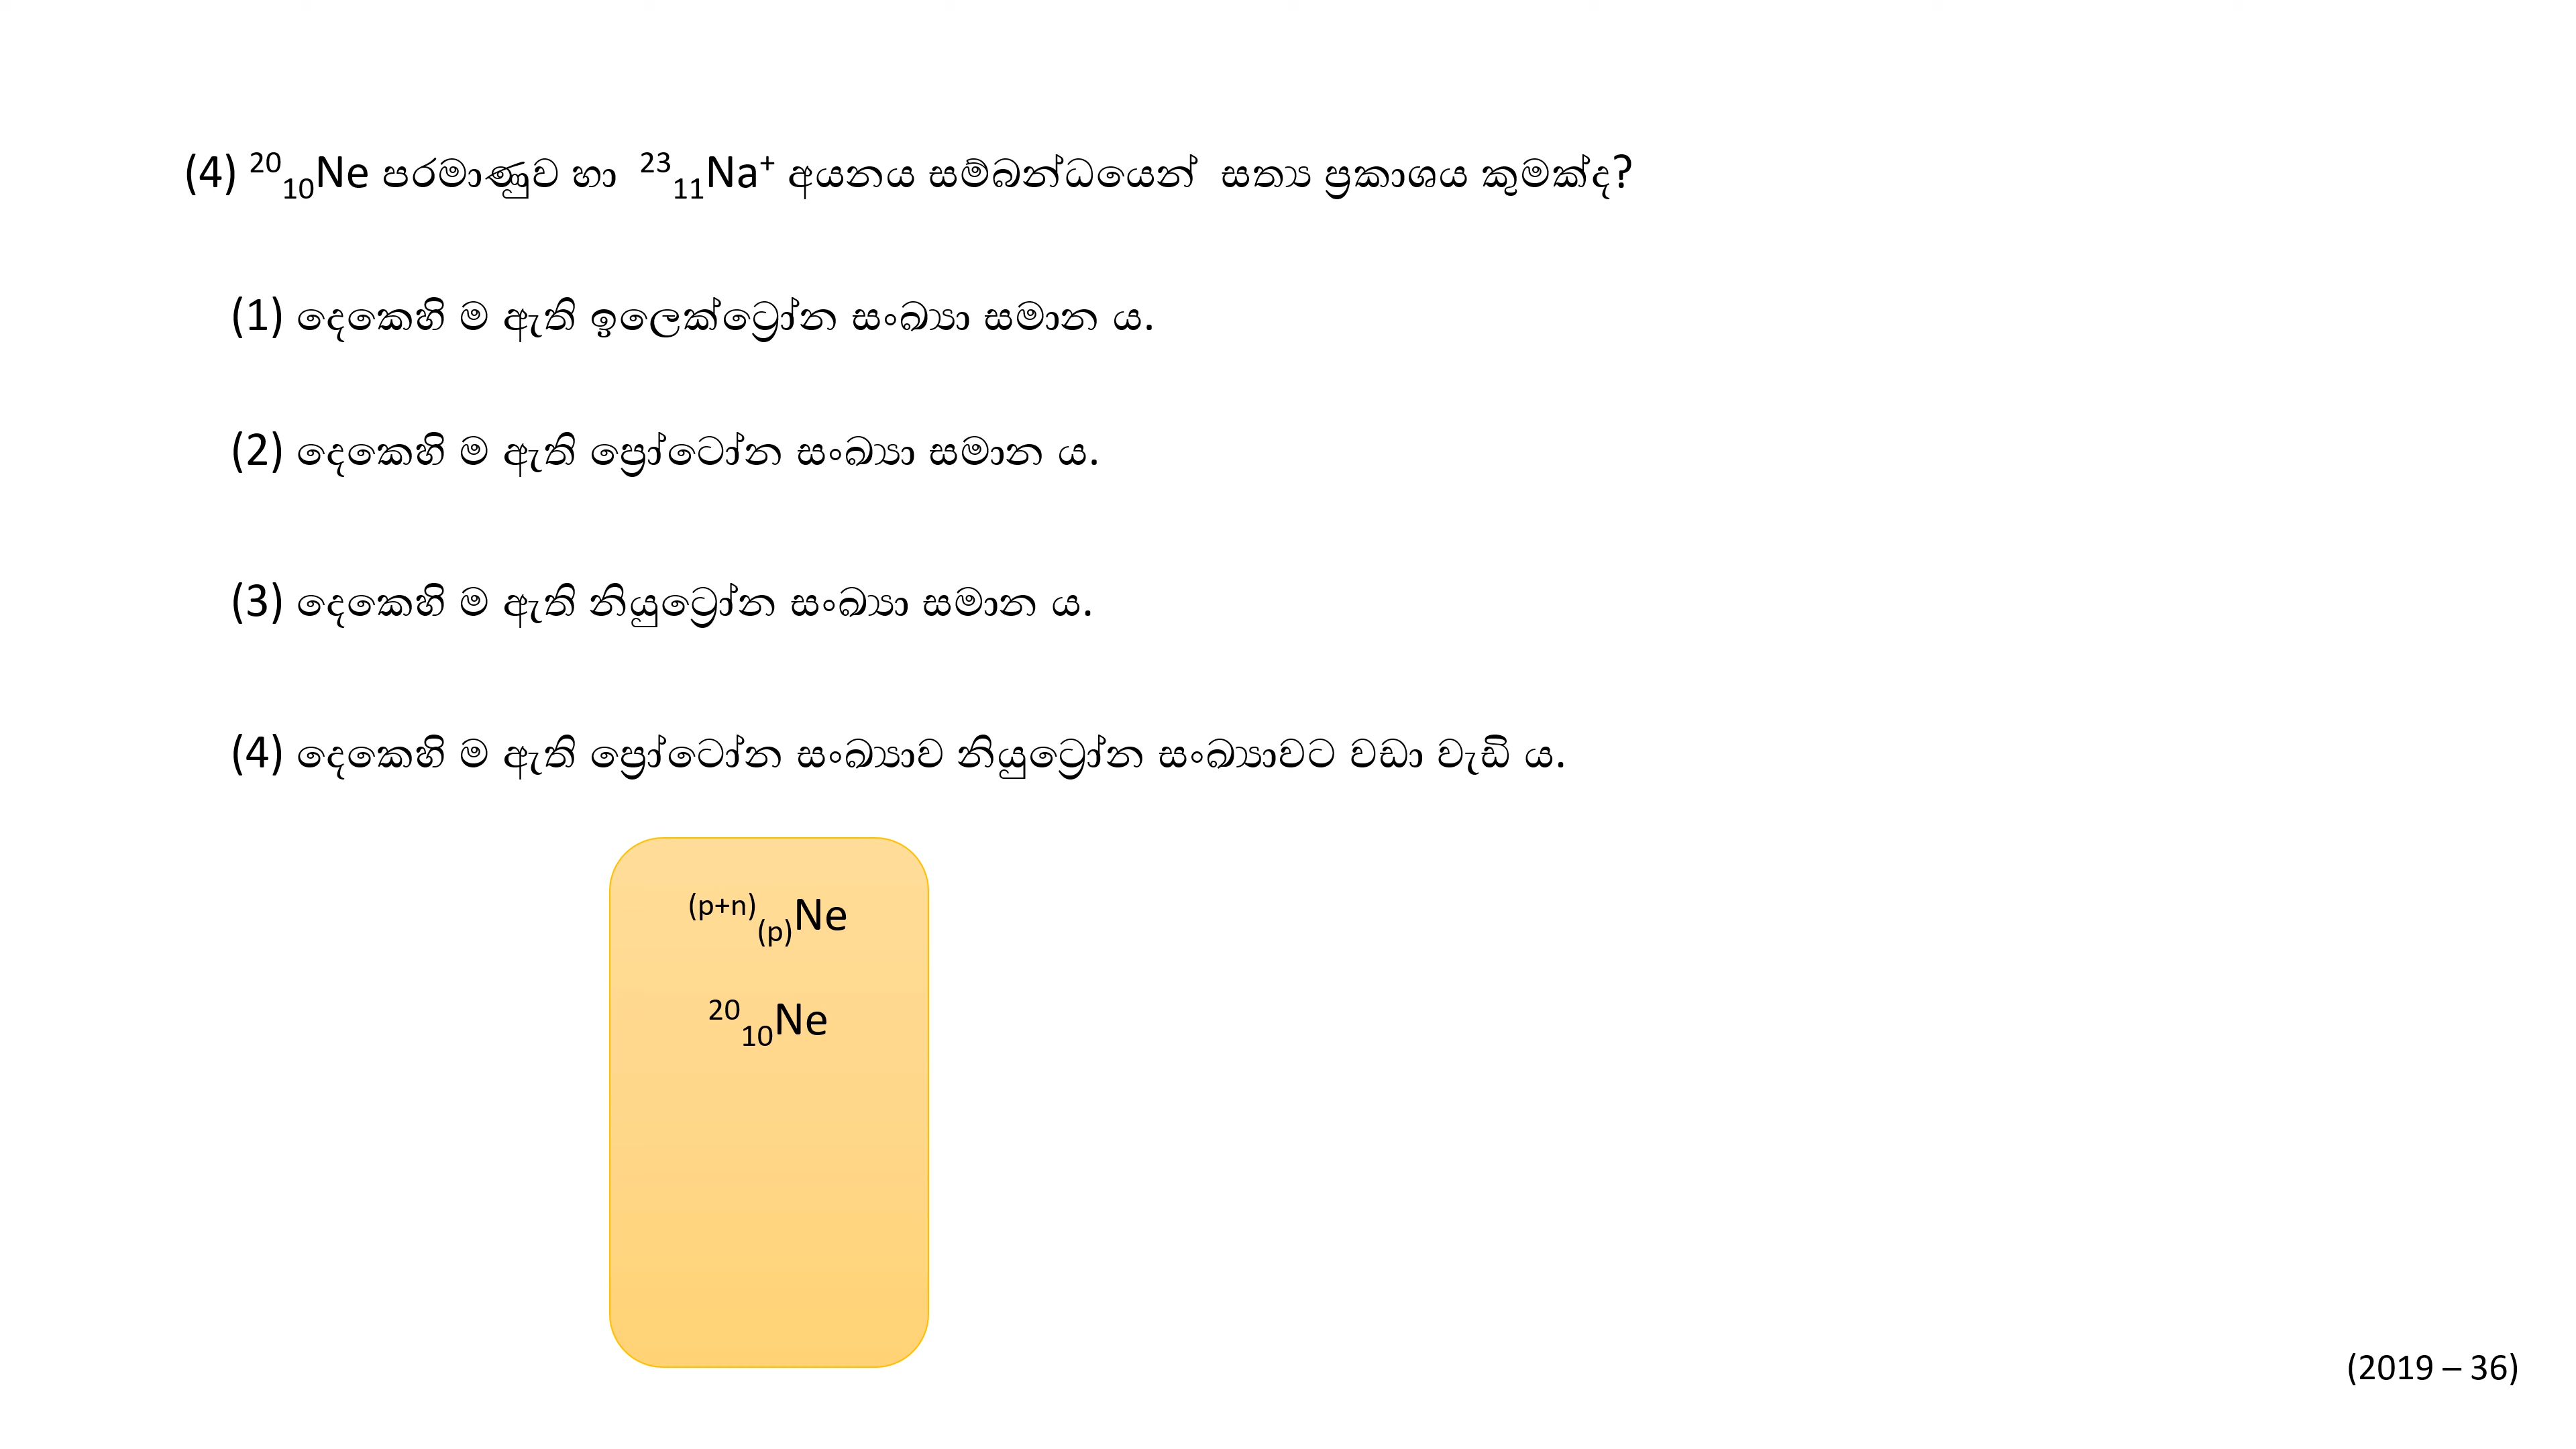 (4) ²⁰₁₀Ne පරමාණුව හා ²³₁₁Na⁺ අයනය සම්බන්ධයෙන් සත්‍ය ප්‍රකාශය කුමක්ද?
(1) දෙකෙහි ම ඇති ඉලෙක්ට්‍රෝන සංඛ්‍යා සමාන ය.
(2) දෙකෙහි ම ඇති ප්‍රෝටෝන සංඛ්‍යා සමාන ය.
(3) දෙකෙහි ම ඇති නියුට්‍රෝන සංඛ්‍යා සමාන ය.
(4) දෙකෙහි ම ඇති ප්‍රෝටෝන සංඛ්‍යාව නියුට්‍රෝන සංඛ්‍යාවට වඩා වැඩි ය.
⁽ᵖ⁺ⁿ⁾₍ₚ₎Ne
²⁰₁₀Ne
(2019 – 36)